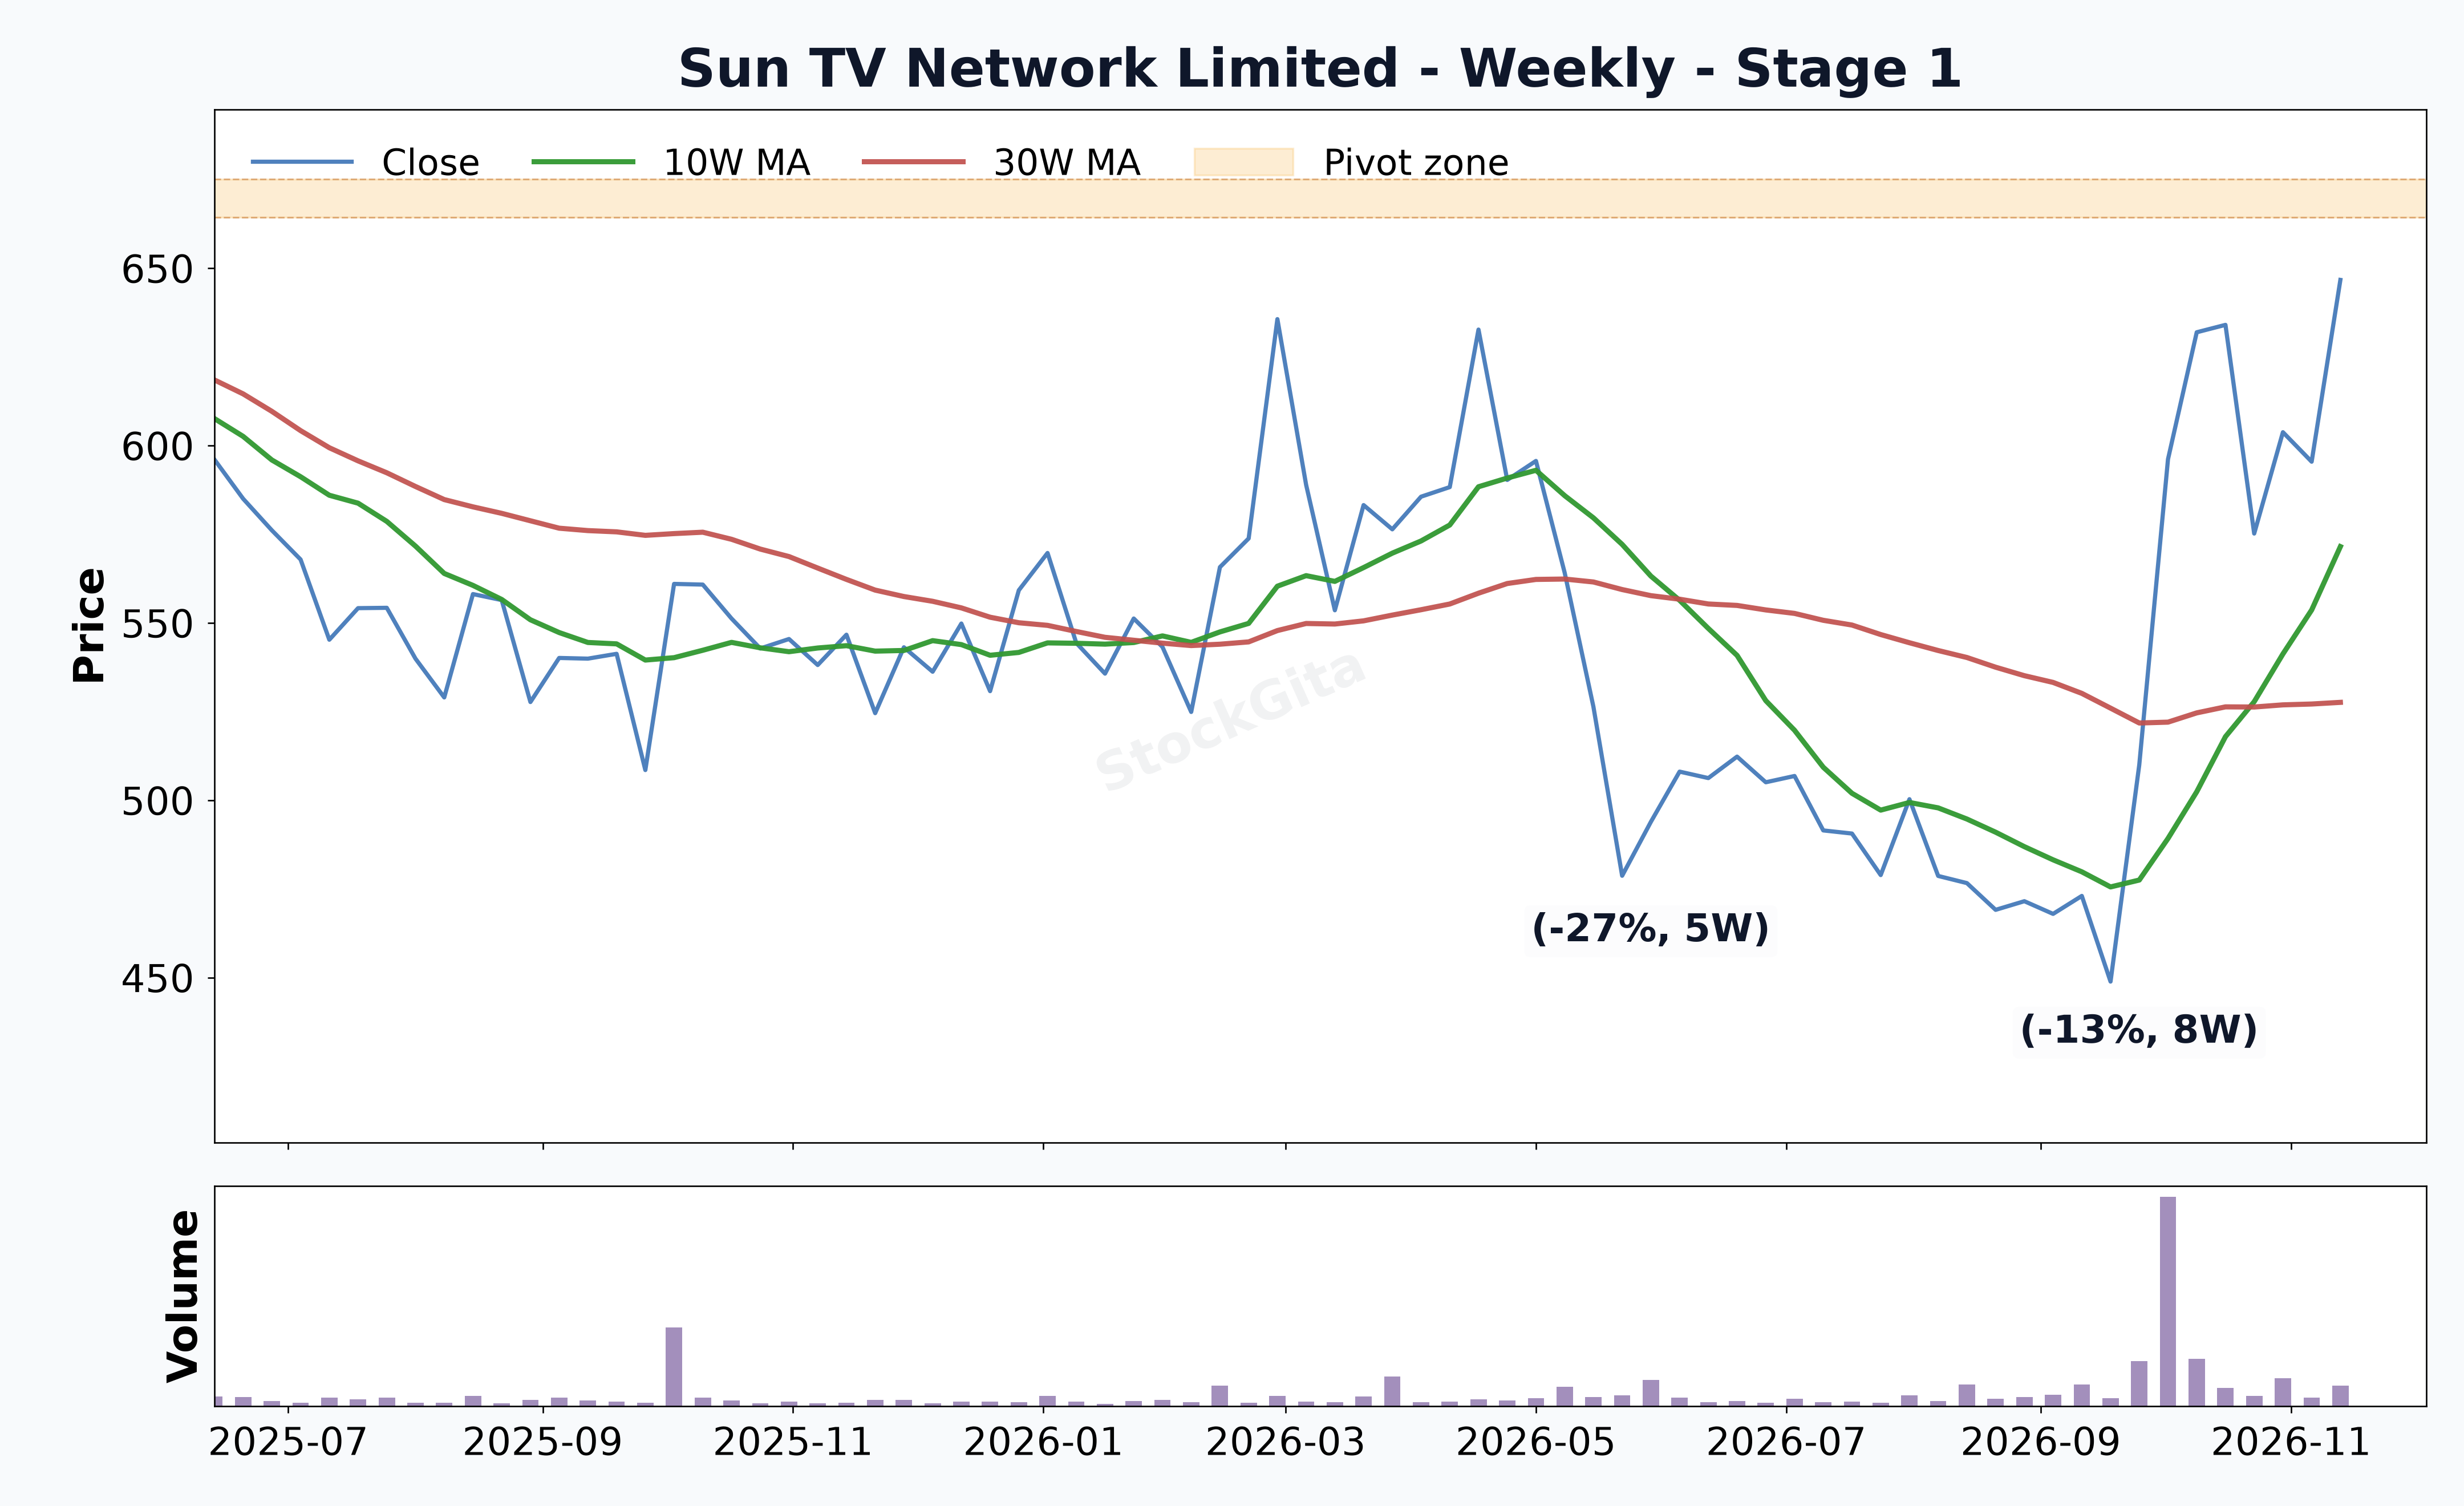 Sun TV Network Limited - Weekly - Stage 1
Close 10W MA 30W MA Pivot zone
650
600
550
500
450
Price
StockGita
(-27%, 5W)
(-13%, 8W)
Volume
2025-07 2025-09 2025-11 2026-01 2026-03 2026-05 2026-07 2026-09 2026-11